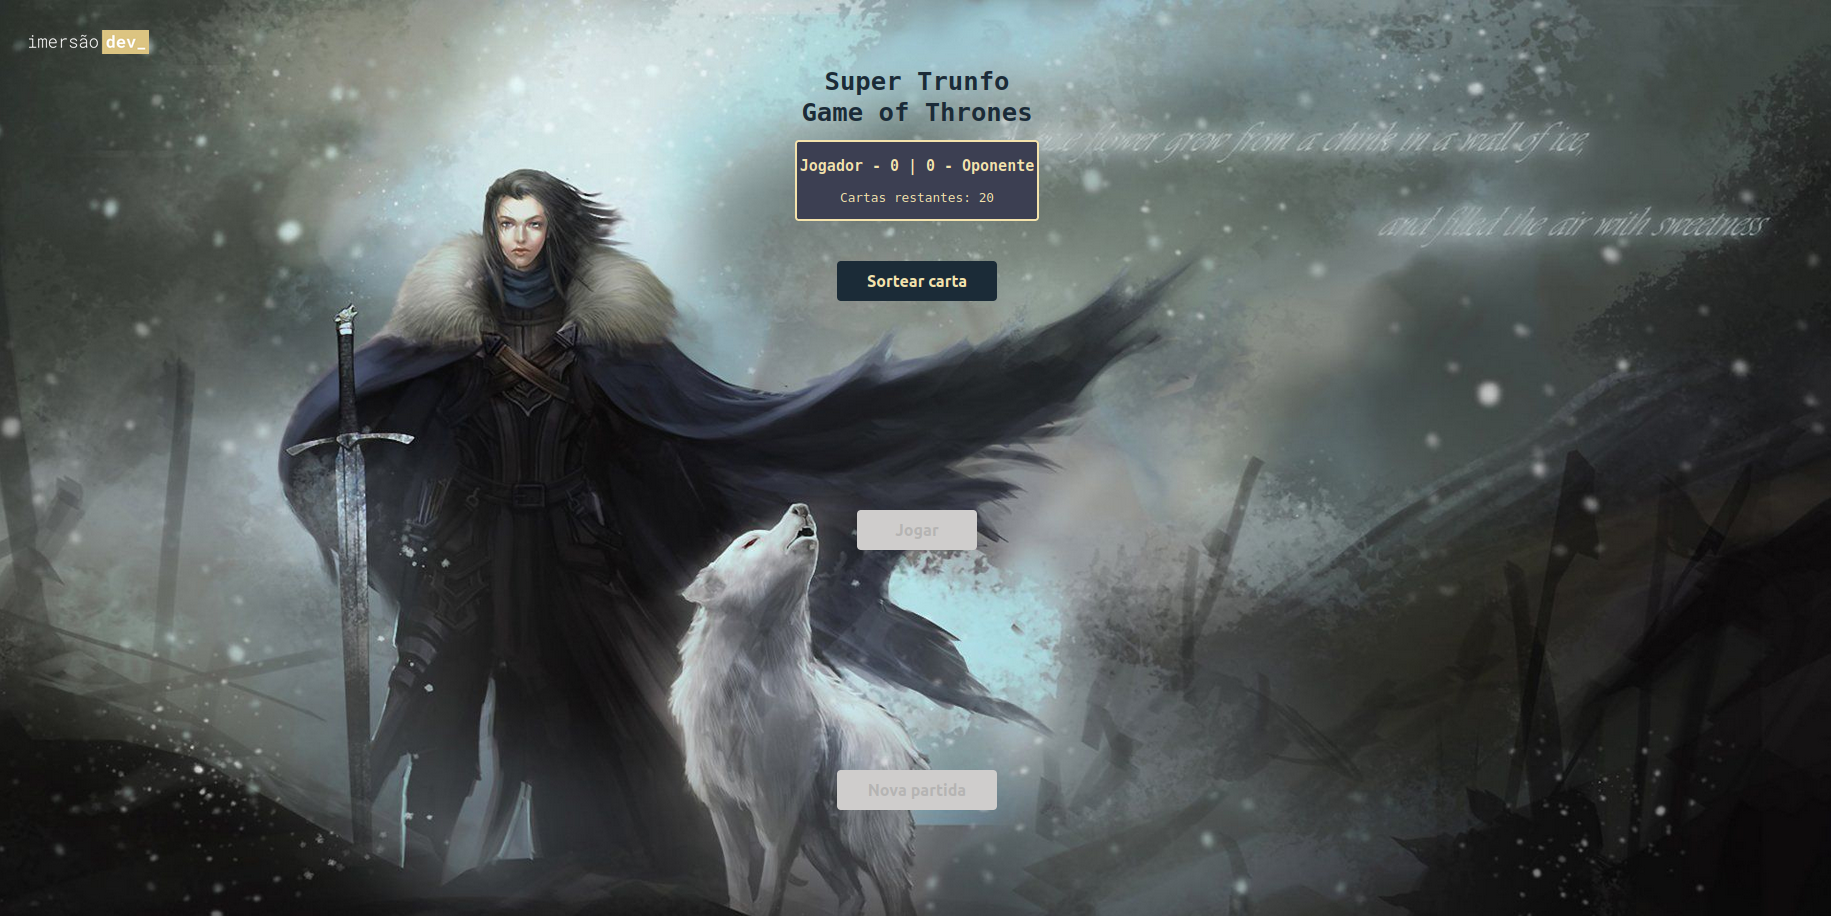 imersão dev_
Super Trunfo
Game of Thrones
flower grew from a chink in a wall of ice,
Jogador - 0 | 0 - Oponente
Cartas restantes: 20
and filled the air with sweetness
Sortear carta
Jogar
Nova partida